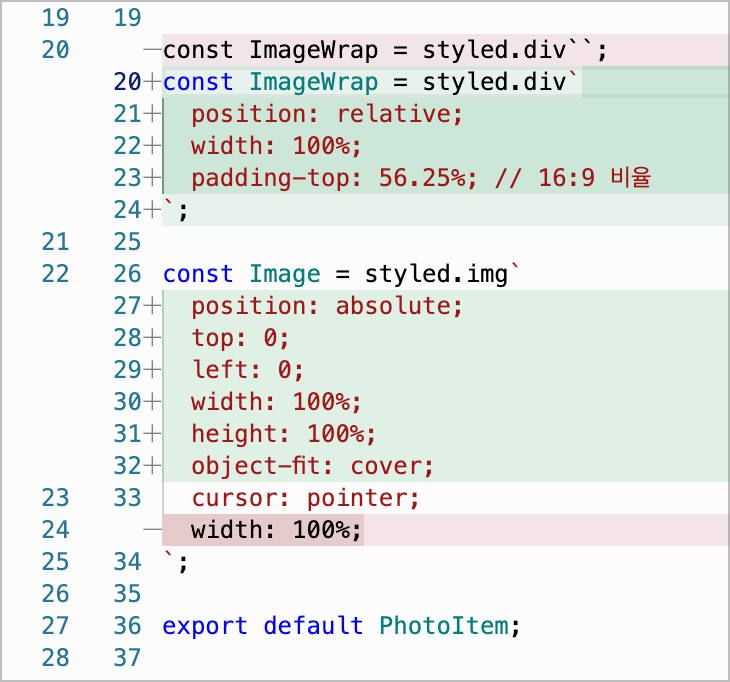 19 19
20 —const ImageWrap = styled.div``;
20+const ImageWrap = styled.div`
21+  position: relative;
22+  width: 100%;
23+  padding-top: 56.25%; // 16:9 비율
24+`;
21 25
22 26 const Image = styled.img`
27+  position: absolute;
28+  top: 0;
29+  left: 0;
30+  width: 100%;
31+  height: 100%;
32+  object-fit: cover;
23 33   cursor: pointer;
24 —  width: 100%;
25 34 `;
26 35
27 36 export default PhotoItem;
28 37